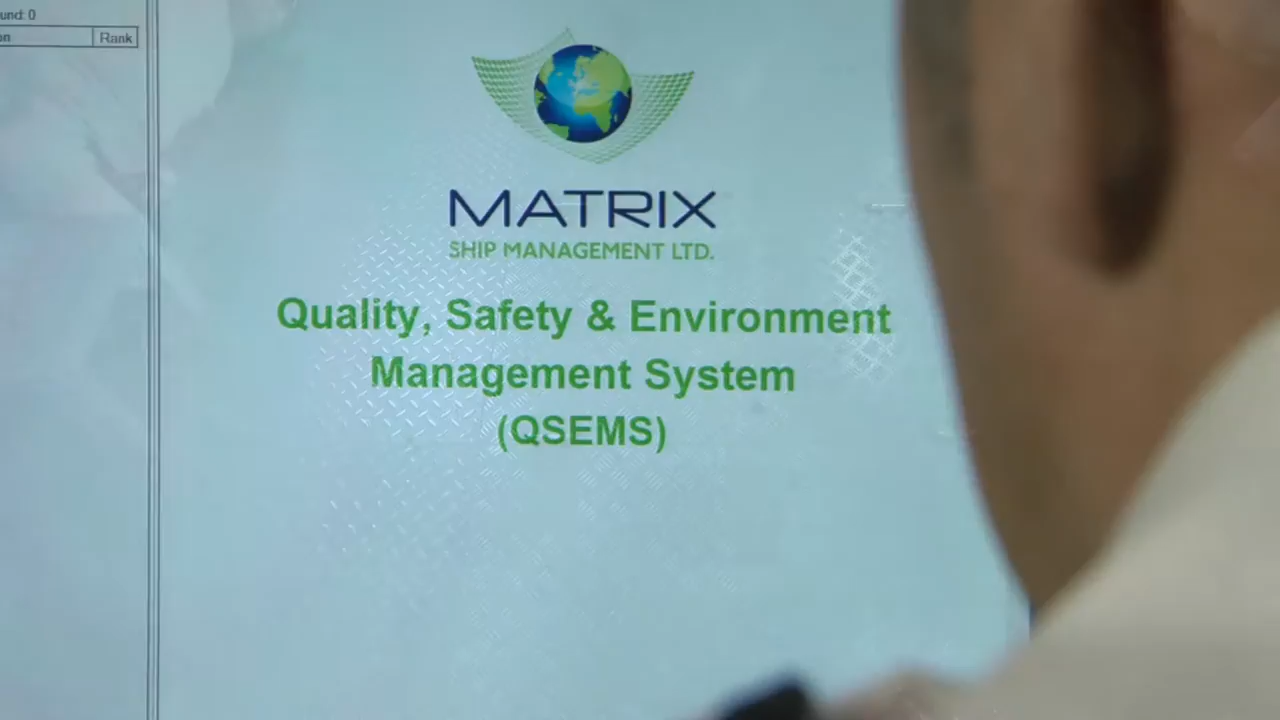 und: 0
on
Rank
MATRIX
SHIP MANAGEMENT LTD.
Quality, Safety & Environment
Management System
(QSEMS)